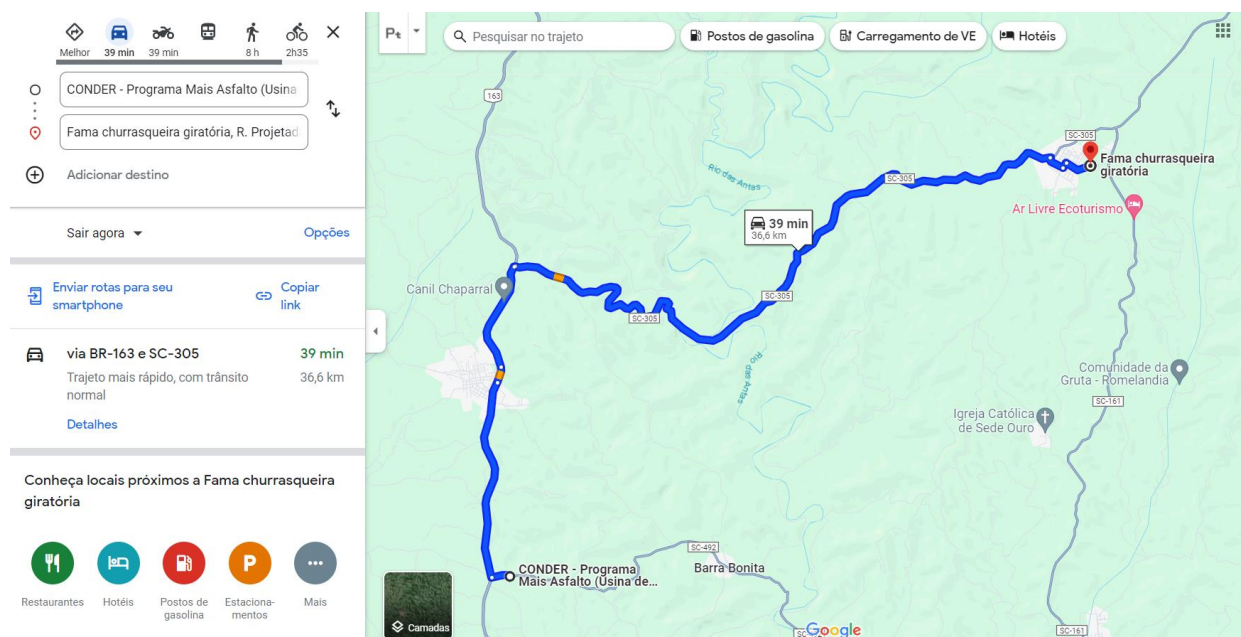 Melhor
39 min
39 min
8 h
2h35
CONDER - Programa Mais Asfalto (Usina
Fama churrasqueira giratória, R. Projetad
Adicionar destino
Sair agora
Opções
Enviar rotas para seu
smartphone
Copiar
link
via BR-163 e SC-305
39 min
Trajeto mais rápido, com trânsito
normal
36,6 km
Detalhes
Conheça locais próximos a Fama churrasqueira
giratória
P
Restaurantes
Hotéis
Postos de
gasolina
Estaciona-
mentos
Mais
Pesquisar no trajeto
Postos de gasolina
Carregamento de VE
Hotéis
163
SC-305
Fama churrasqueira
giratória
Rio das Antas
SC-305
Ar Livre Ecoturismo
39 min
36,6 km
Canil Chaparral
SC-305
SC-305
Rio das Antas
Comunidade da
Gruta - Romelandia
SC-161
Igreja Católica
de Sede Ouro
SC-492
Barra Bonita
CONDER - Programa
Mais Asfalto (Usina de...
Camadas
Google
SC-161